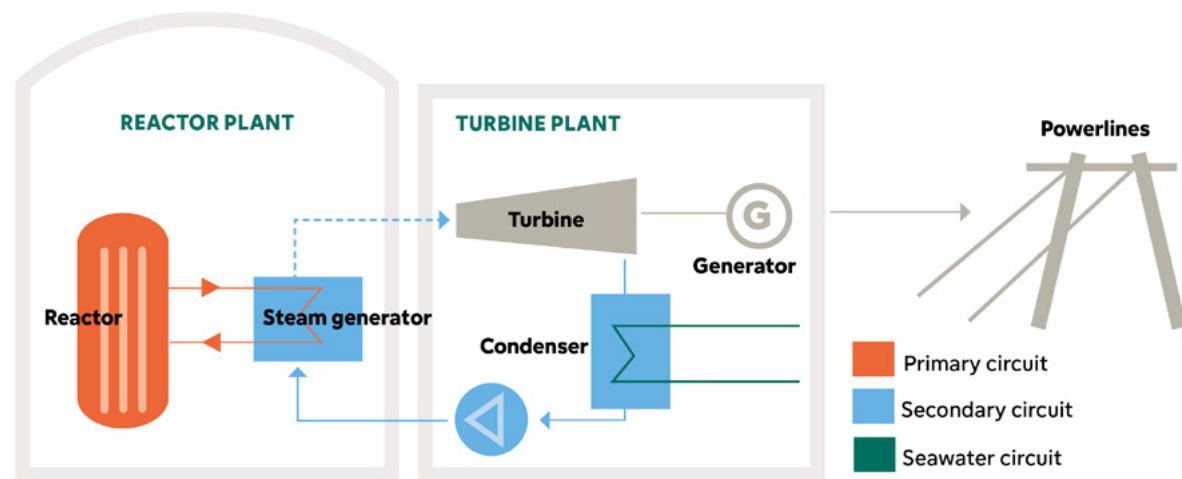 REACTOR PLANT
TURBINE PLANT
Powerlines
Turbine
G
Generator
Reactor
Steam generator
Condenser
Primary circuit
Secondary circuit
Seawater circuit